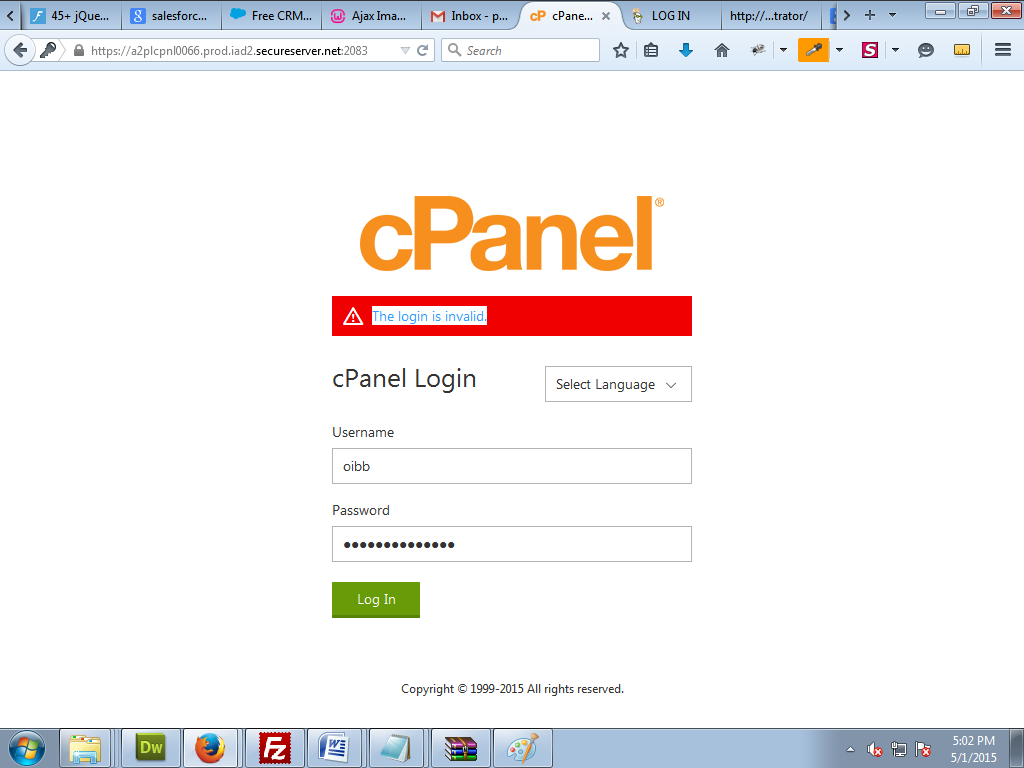 45+ jQue...
salesforc...
Free CRM...
Ajax Ima...
Inbox - p...
cPane...
LOG IN
http://...trator/
https://a2plcpnl0066.prod.iad2.secureserver.net:2083
Search
cPanel®
The login is invalid.
cPanel Login
Select Language
Username
oibb
Password
Log In
Copyright © 1999-2015 All rights reserved.
Dw
Fz
5:02 PM
5/1/2015